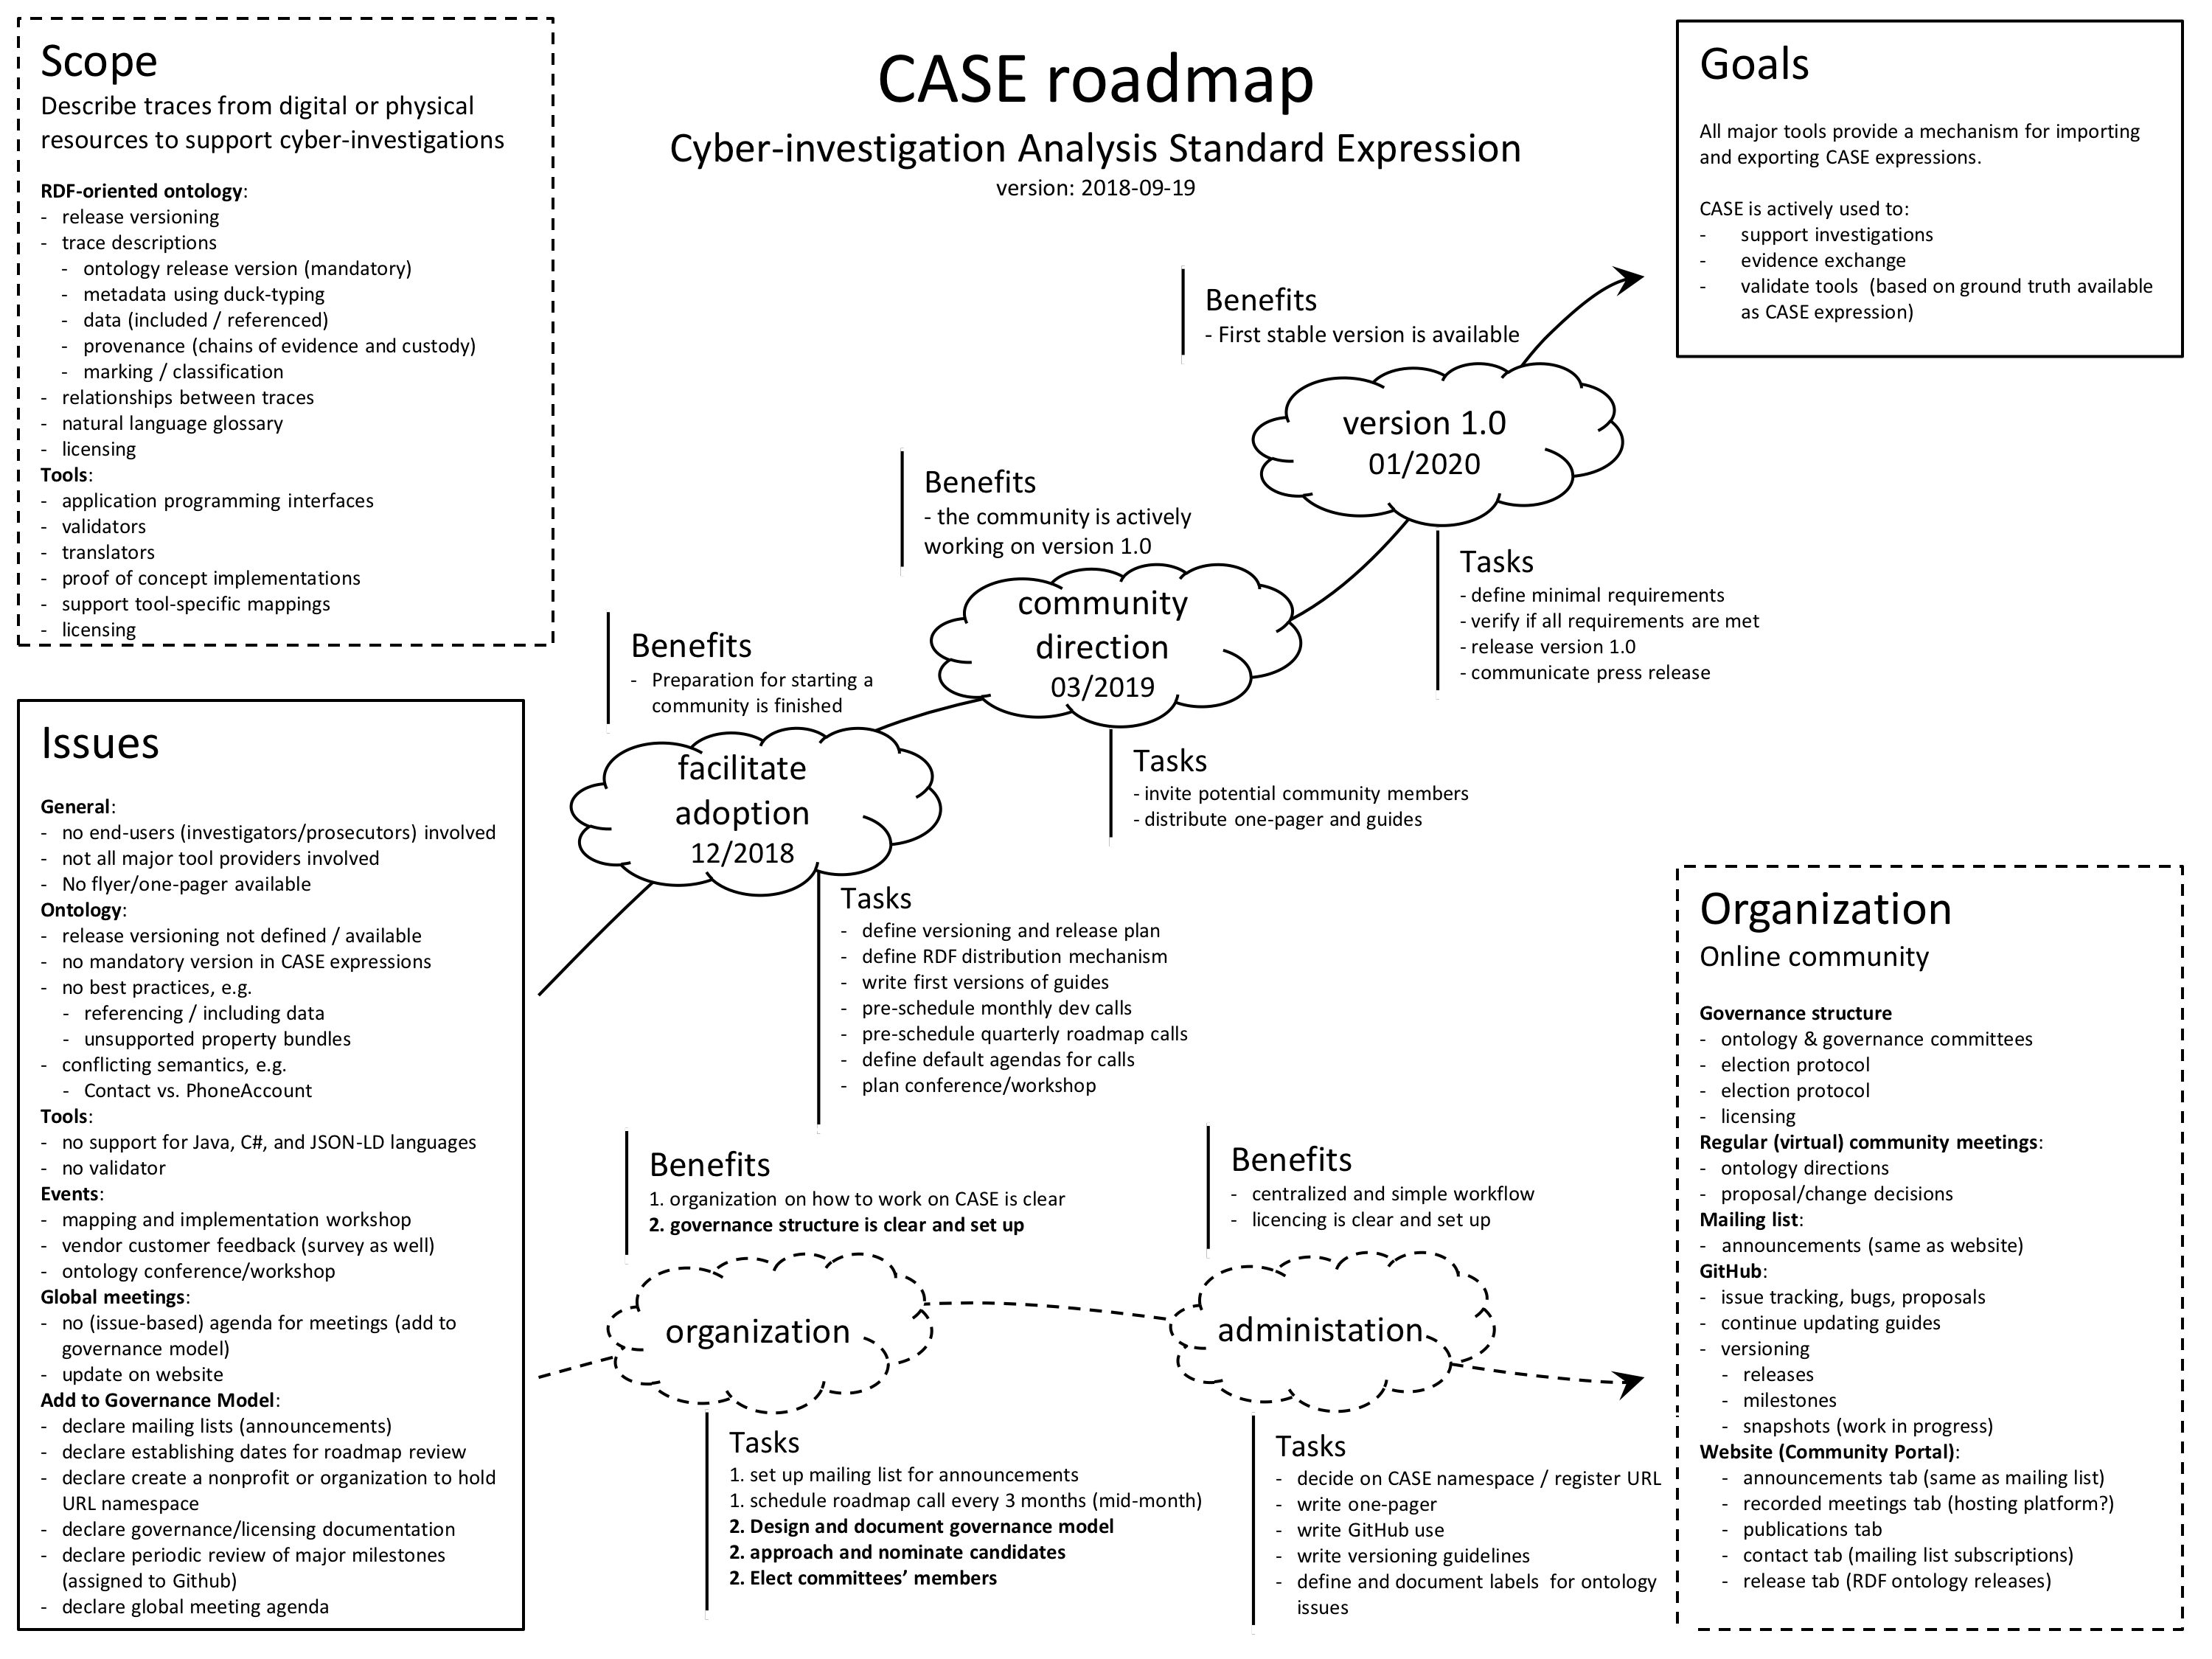 Scope
Describe traces from digital or physical
resources to support cyber-investigations
RDF-oriented ontology:
- release versioning
- trace descriptions
- ontology release version (mandatory)
- metadata using duck-typing
- data (included / referenced)
- provenance (chains of evidence and custody)
- marking / classification
- relationships between traces
- natural language glossary
- licensing
Tools:
- application programming interfaces
- validators
- translators
- proof of concept implementations
- support tool-specific mappings
- licensing
CASE roadmap
Cyber-investigation Analysis Standard Expression
version: 2018-09-19
Goals
All major tools provide a mechanism for importing
and exporting CASE expressions.
CASE is actively used to:
- support investigations
- evidence exchange
- validate tools (based on ground truth available
as CASE expression)
Benefits
- First stable version is available
version 1.0
01/2020
Tasks
- define minimal requirements
- verify if all requirements are met
- release version 1.0
- communicate press release
Benefits
- the community is actively
working on version 1.0
community
direction
03/2019
Tasks
- invite potential community members
- distribute one-pager and guides
Benefits
- Preparation for starting a
community is finished
facilitate
adoption
12/2018
Tasks
- define versioning and release plan
- define RDF distribution mechanism
- write first versions of guides
- pre-schedule monthly dev calls
- pre-schedule quarterly roadmap calls
- define default agendas for calls
- plan conference/workshop
Issues
General:
- no end-users (investigators/prosecutors) involved
- not all major tool providers involved
- No flyer/one-pager available
Ontology:
- release versioning not defined / available
- no mandatory version in CASE expressions
- no best practices, e.g.
- referencing / including data
- unsupported property bundles
- conflicting semantics, e.g.
- Contact vs. PhoneAccount
Tools:
- no support for Java, C#, and JSON-LD languages
- no validator
Events:
- mapping and implementation workshop
- vendor customer feedback (survey as well)
- ontology conference/workshop
Global meetings:
- no (issue-based) agenda for meetings (add to
governance model)
- update on website
Add to Governance Model:
- declare mailing lists (announcements)
- declare establishing dates for roadmap review
- declare create a nonprofit or organization to hold
URL namespace
- declare governance/licensing documentation
- declare periodic review of major milestones
(assigned to Github)
- declare global meeting agenda
Benefits
1. organization on how to work on CASE is clear
2. governance structure is clear and set up
organization
Tasks
1. set up mailing list for announcements
1. schedule roadmap call every 3 months (mid-month)
2. Design and document governance model
2. approach and nominate candidates
2. Elect committees’ members
Benefits
- centralized and simple workflow
- licencing is clear and set up
administation
Tasks
- decide on CASE namespace / register URL
- write one-pager
- write GitHub use
- write versioning guidelines
- define and document labels for ontology
issues
Organization
Online community
Governance structure
- ontology & governance committees
- election protocol
- election protocol
- licensing
Regular (virtual) community meetings:
- ontology directions
- proposal/change decisions
Mailing list:
- announcements (same as website)
GitHub:
- issue tracking, bugs, proposals
- continue updating guides
- versioning
- releases
- milestones
- snapshots (work in progress)
Website (Community Portal):
- announcements tab (same as mailing list)
- recorded meetings tab (hosting platform?)
- publications tab
- contact tab (mailing list subscriptions)
- release tab (RDF ontology releases)